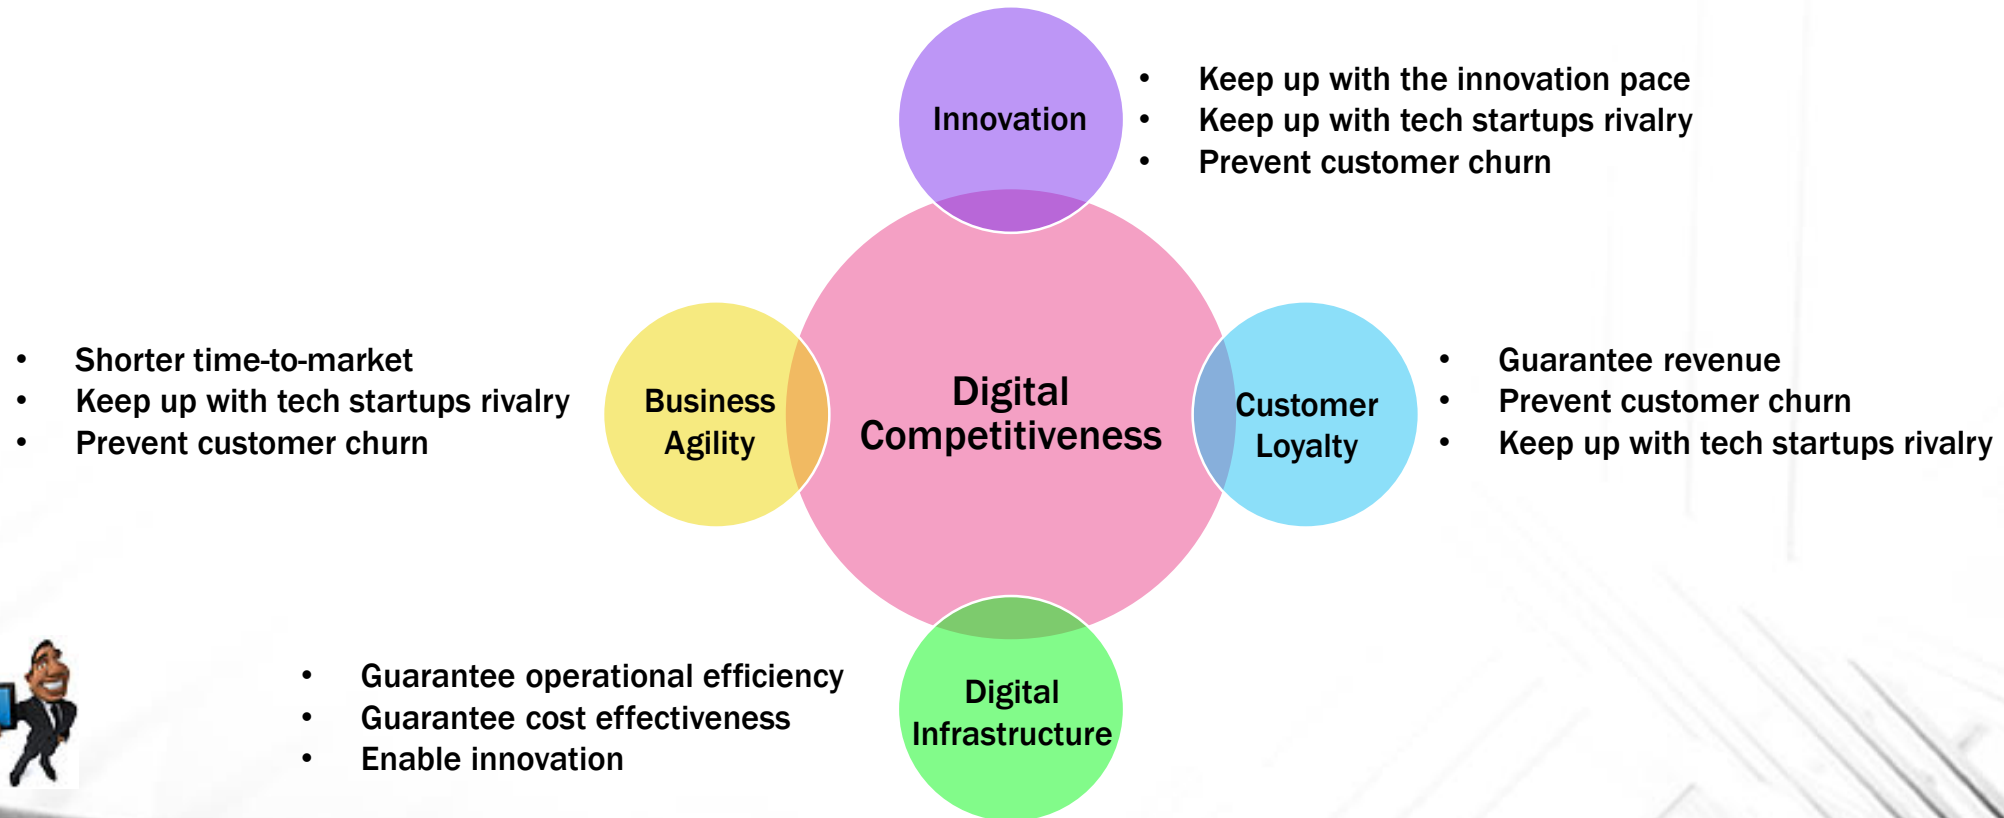 Innovation
• Keep up with the innovation pace
• Keep up with tech startups rivalry
• Prevent customer churn
• Shorter time-to-market
• Keep up with tech startups rivalry
• Prevent customer churn
Business
Agility
Digital
Competitiveness
Customer
Loyalty
• Guarantee revenue
• Prevent customer churn
• Keep up with tech startups rivalry
• Guarantee operational efficiency
• Guarantee cost effectiveness
• Enable innovation
Digital
Infrastructure